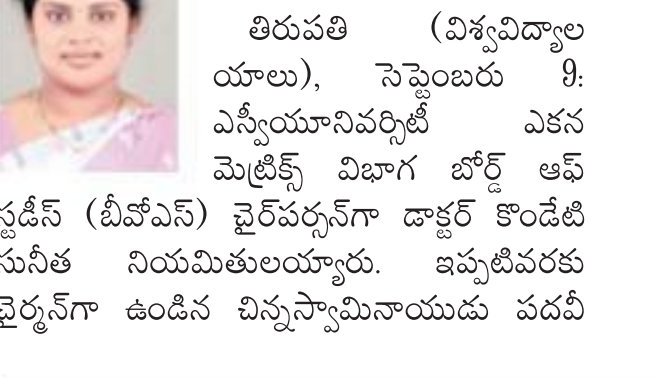 తిరుపతి (విశ్వవిద్యాల
యాలు), సెప్టెంబరు 9:
ఎస్వీయూనివర్సిటీ ఎకన
మెట్రిక్స్ విభాగ బోర్డ్ ఆఫ్
స్టడీస్ (బీవోఎస్) చైర్‌పర్సన్‌గా డాక్టర్ కొండేటి
సునీత నియమితులయ్యారు. ఇప్పటివరకు
చైర్మన్‌గా ఉండిన చిన్నస్వామినాయుడు పదవీ